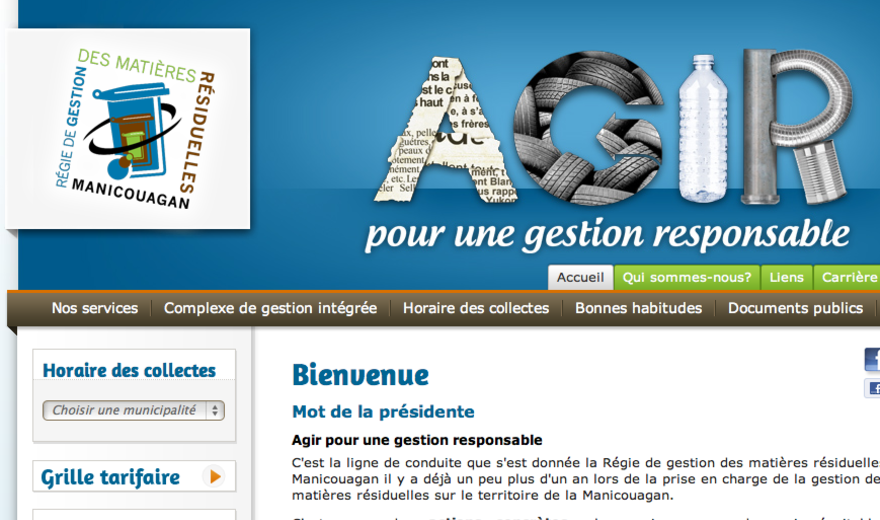 DES MATIÈRES
RÉSIDUELLES
RÉGIE DE GESTION
MANICOUAGAN
AGIR
pour une gestion responsable
Accueil Qui sommes-nous? Liens Carrière
Nos services Complexe de gestion intégrée Horaire des collectes Bonnes habitudes Documents publics
Horaire des collectes
Choisir une municipalité
Grille tarifaire
Bienvenue
Mot de la présidente
Agir pour une gestion responsable
C'est la ligne de conduite que s'est donnée la Régie de gestion des matières résiduelles
Manicouagan il y a déjà un peu plus d'un an lors de la prise en charge de la gestion de
matières résiduelles sur le territoire de la Manicouagan.